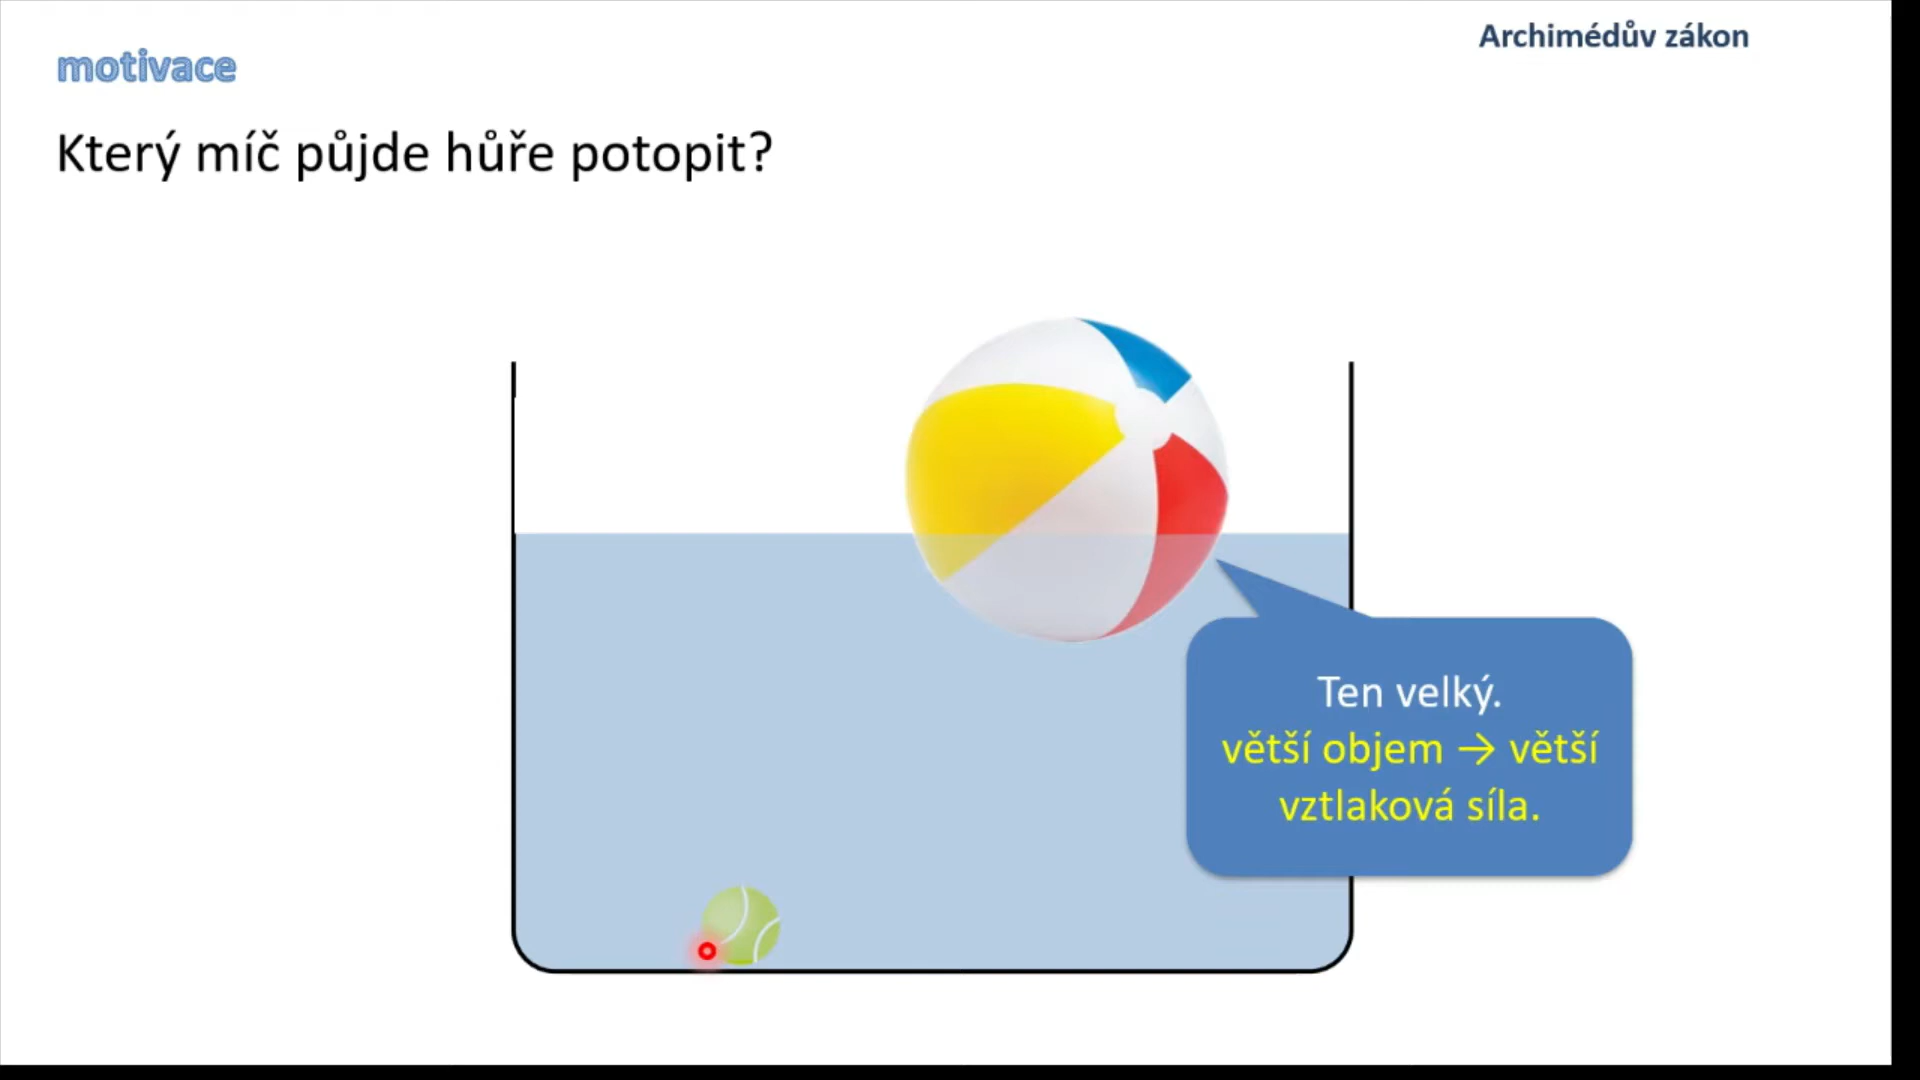 Archimédův zákon
motivace
Který míč půjde hůře potopit?
Ten velký.
větší objem → větší
vztlaková síla.